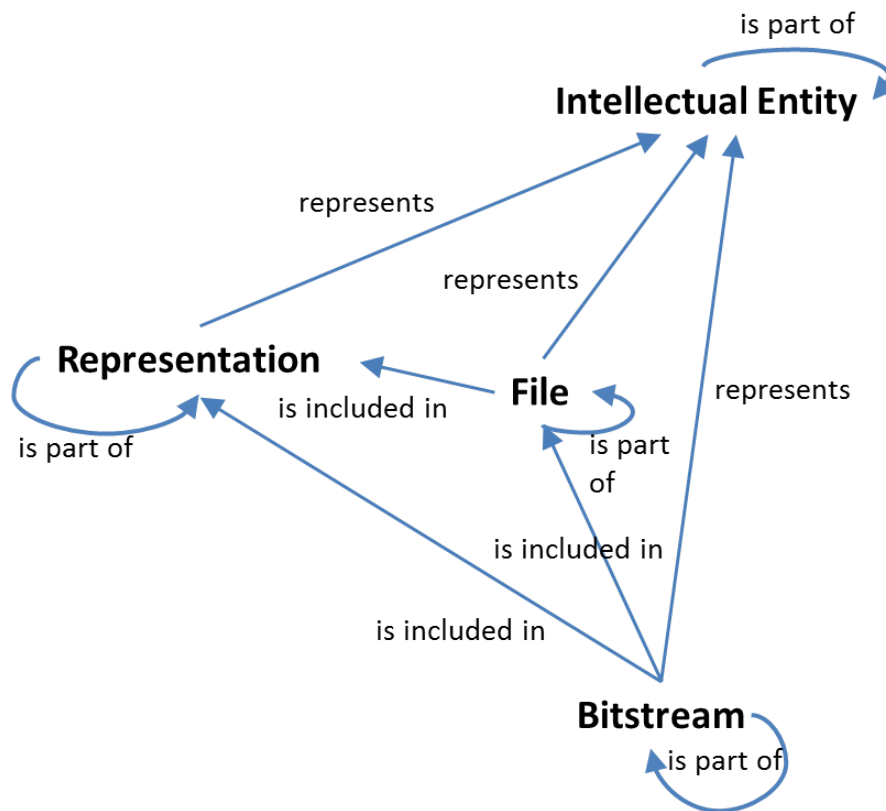 is part of
Intellectual Entity
represents
represents
Representation
File
represents
is included in
is part of
is part
of
is included in
is included in
Bitstream
is part of